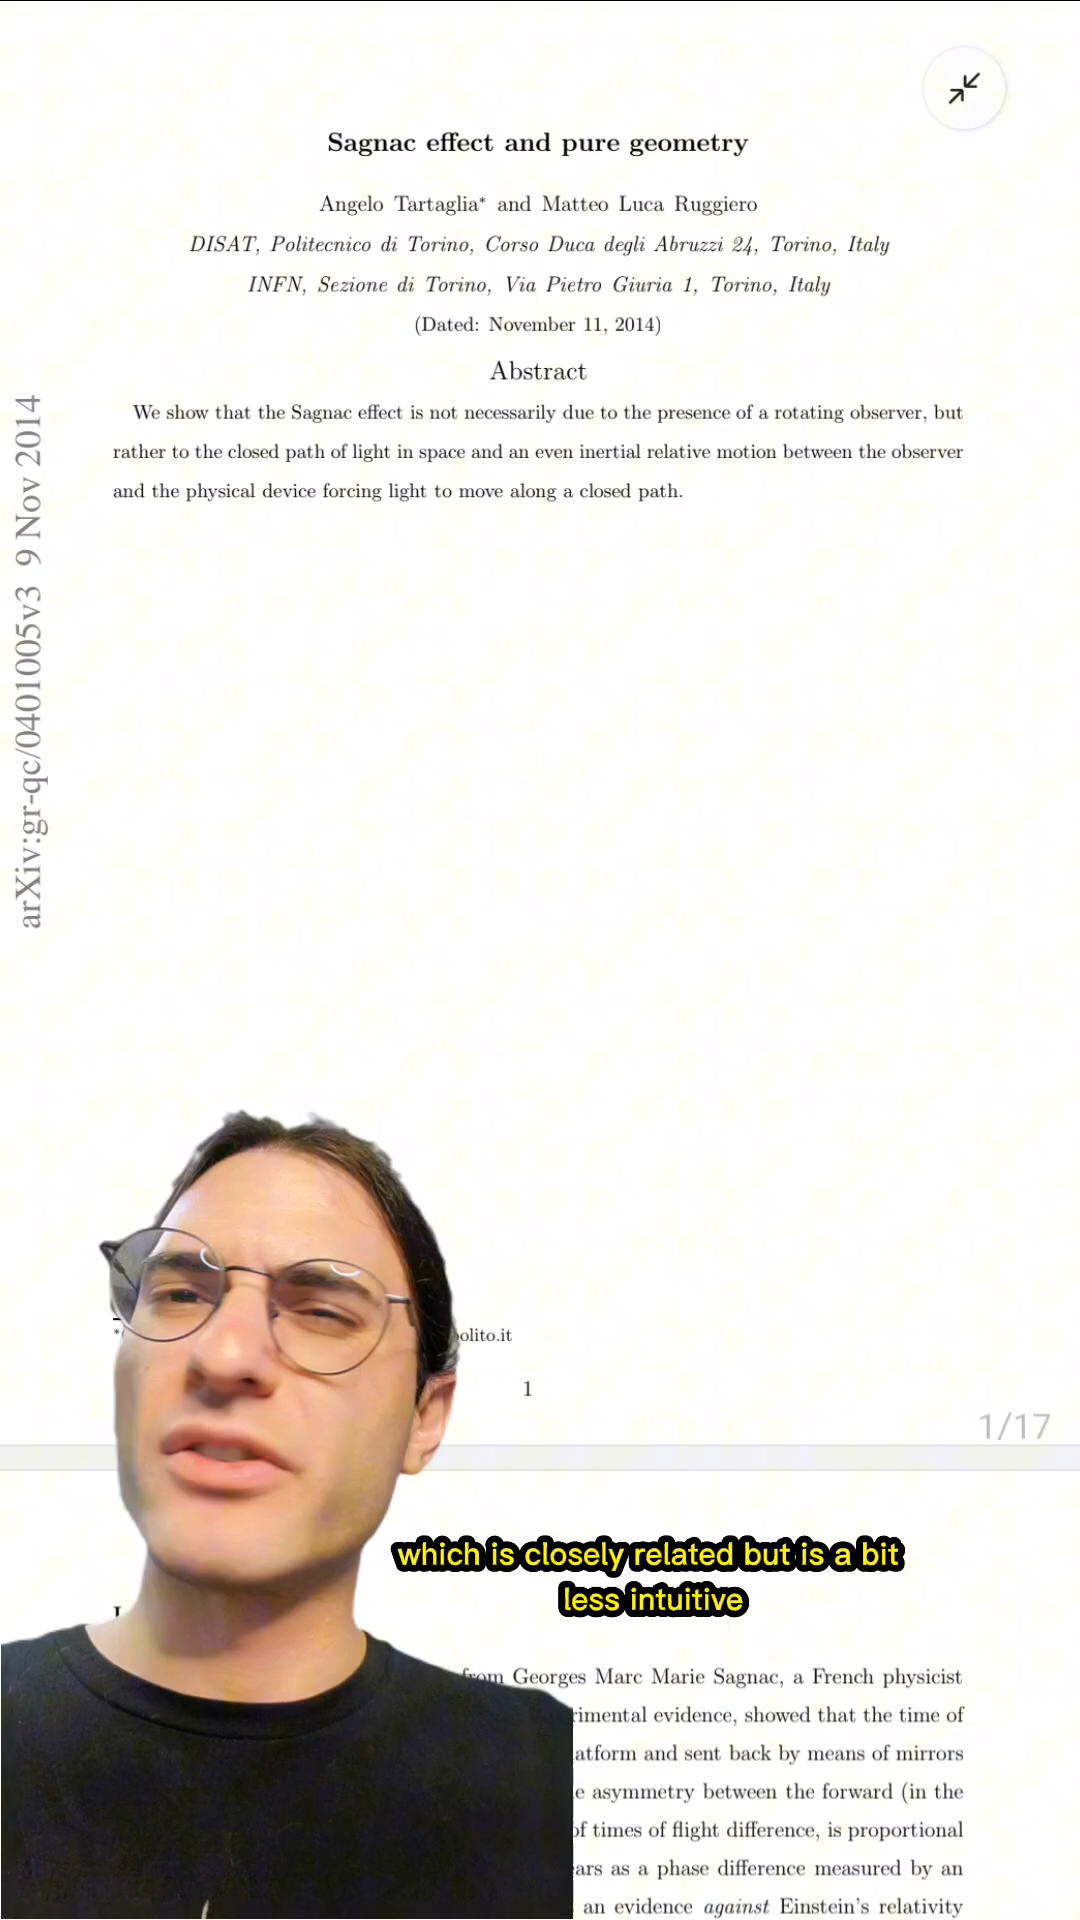 Sagnac effect and pure geometry
Angelo Tartaglia* and Matteo Luca Ruggiero
DISAT, Politecnico di Torino, Corso Duca degli Abruzzi 24, Torino, Italy
INFN, Sezione di Torino, Via Pietro Giuria 1, Torino, Italy
(Dated: November 11, 2014)
Abstract
We show that the Sagnac effect is not necessarily due to the presence of a rotating observer, but
rather to the closed path of light in space and an even inertial relative motion between the observer
and the physical device forcing light to move along a closed path.
arXiv:gr-qc/0401005v3 9 Nov 2014
*
olito.it
1
1/17
which is closely related but is a bit
less intuitive
from Georges Marc Marie Sagnac, a French physicist
rimental evidence, showed that the time of
atform and sent back by means of mirrors
e asymmetry between the forward (in the
of times of flight difference, is proportional
ars as a phase difference measured by an
an evidence against Einstein's relativity